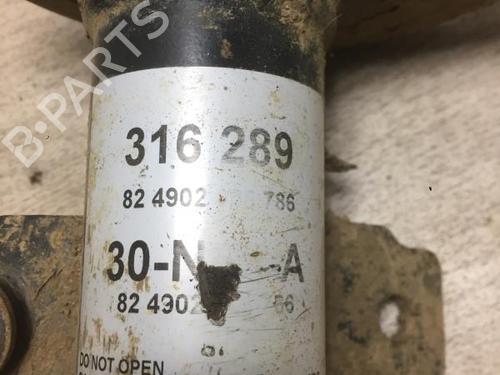 B-PARTS
316 289
82 4902 786
30-N -A
82 4902 66
DO NOT OPEN